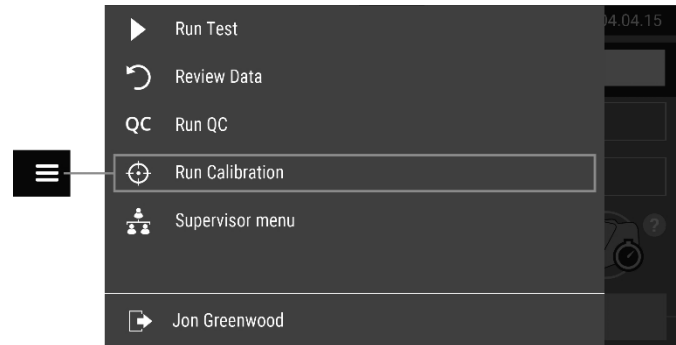 04.04.15
Run Test
Review Data
QC Run QC
Run Calibration
Supervisor menu
?
Jon Greenwood